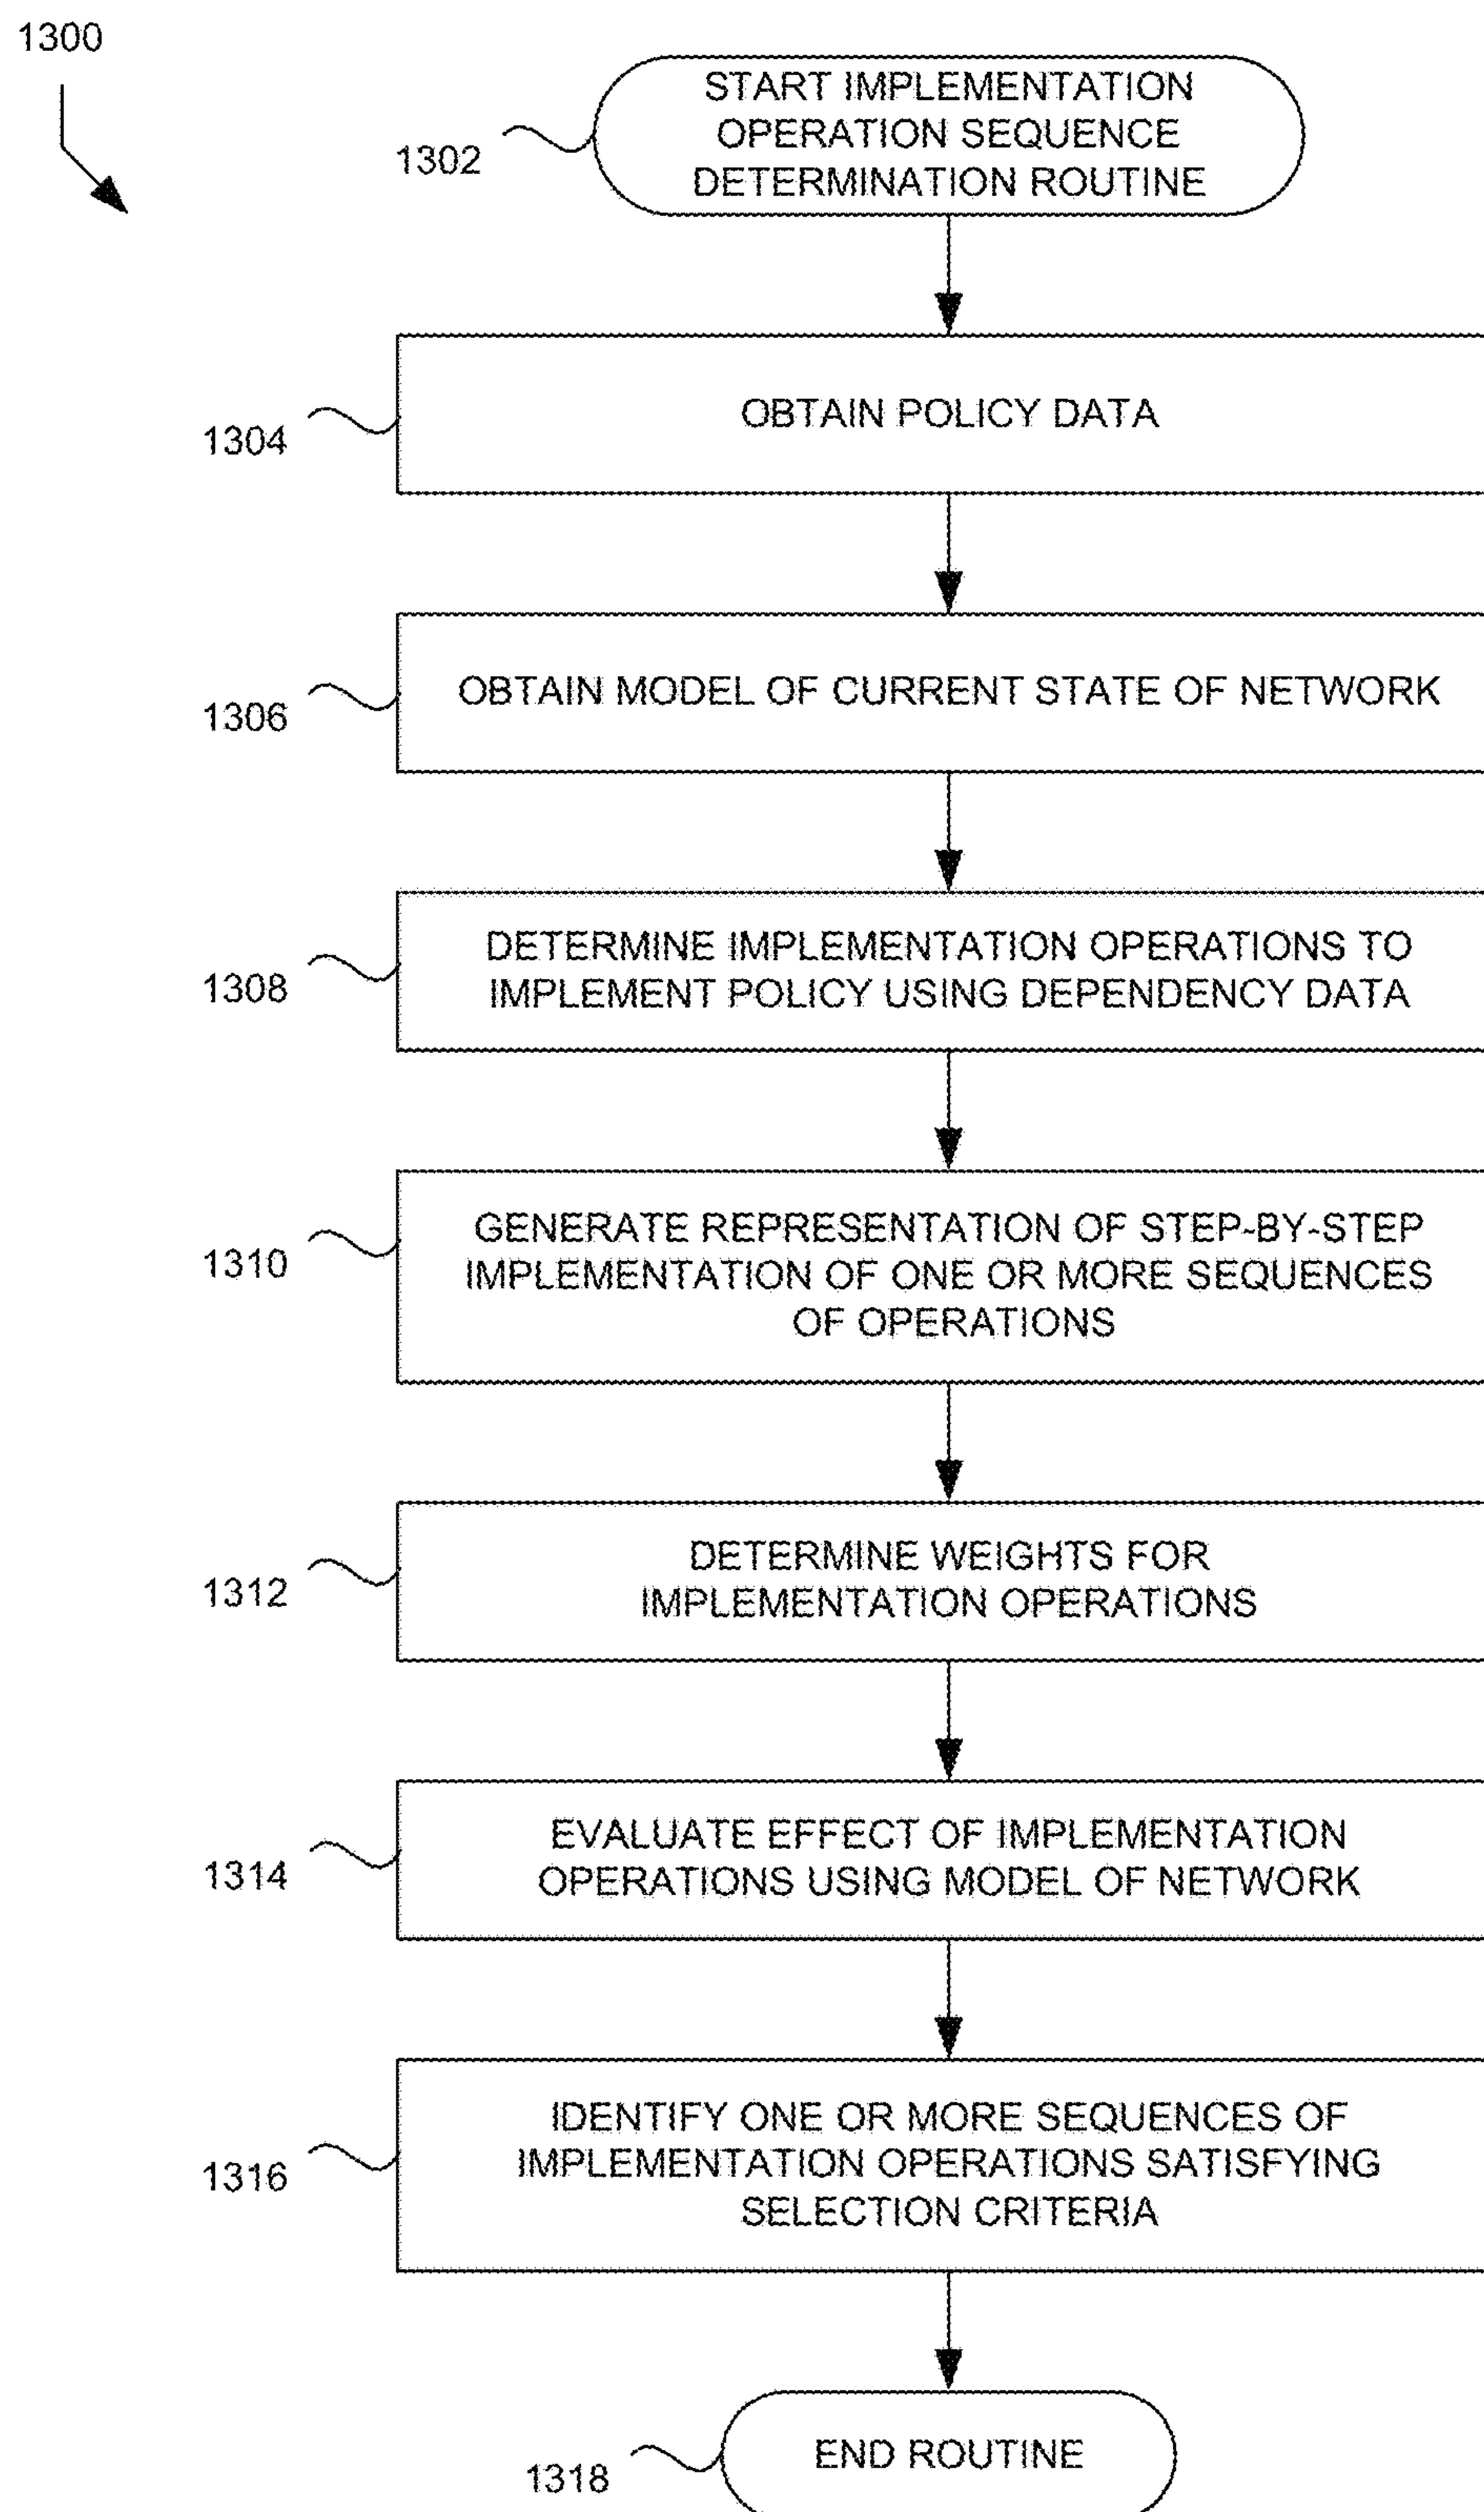 1300
START IMPLEMENTATION
OPERATION SEQUENCE
DETERMINATION ROUTINE
1302
OBTAIN POLICY DATA
1304
OBTAIN MODEL OF CURRENT STATE OF NETWORK
1306
DETERMINE IMPLEMENTATION OPERATIONS TO
IMPLEMENT POLICY USING DEPENDENCY DATA
1308
GENERATE REPRESENTATION OF STEP-BY-STEP
IMPLEMENTATION OF ONE OR MORE SEQUENCES
OF OPERATIONS
1310
DETERMINE WEIGHTS FOR
IMPLEMENTATION OPERATIONS
1312
EVALUATE EFFECT OF IMPLEMENTATION
OPERATIONS USING MODEL OF NETWORK
1314
IDENTIFY ONE OR MORE SEQUENCES OF
IMPLEMENTATION OPERATIONS SATISFYING
SELECTION CRITERIA
1316
END ROUTINE
1318